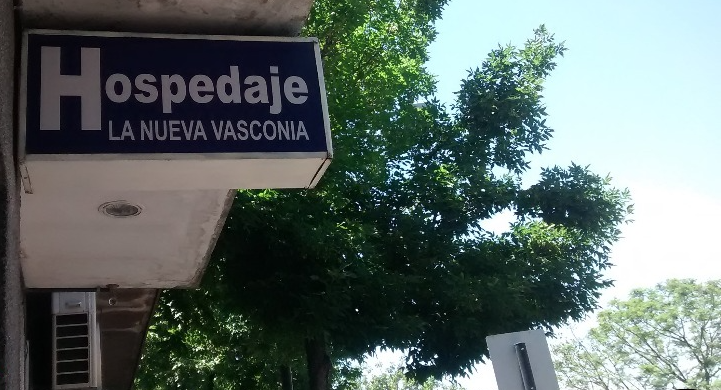 Hospedaje
LA NUEVA VASCONIA